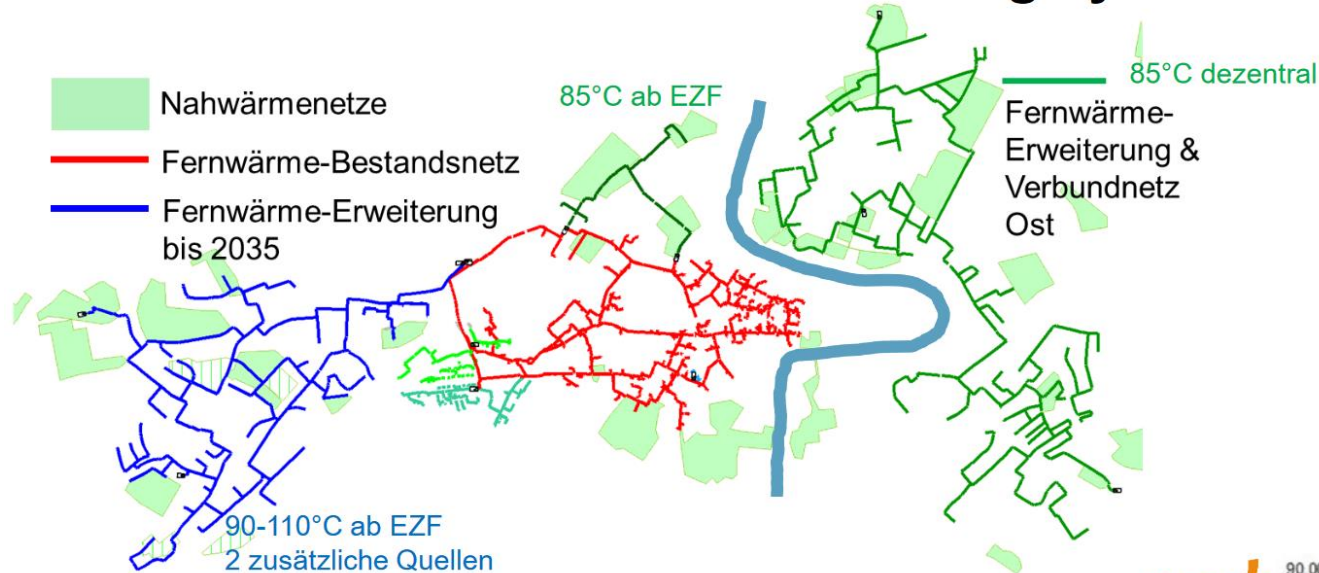 Nahwärmenetze
Fernwärme-Bestandsnetz
Fernwärme-Erweiterung
bis 2035
85°C ab EZF
85°C dezentral
Fernwärme-
Erweiterung &
Verbundnetz
Ost
90-110°C ab EZF
2 zusätzliche Quellen